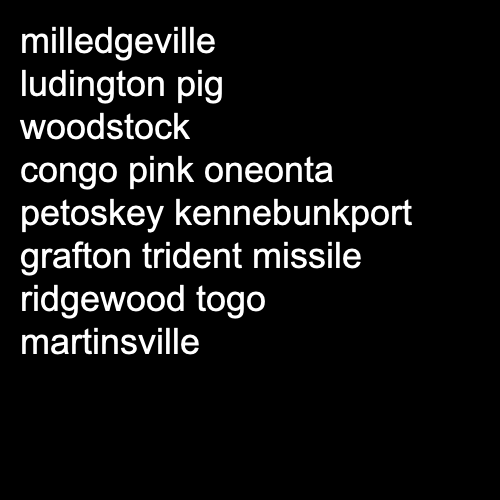 milledgeville
ludington pig
woodstock
congo pink oneonta
petoskey kennebunkport
grafton trident missile
ridgewood togo
martinsville